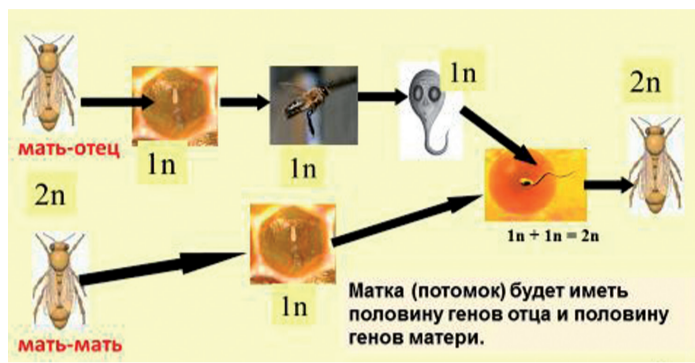 1n
2n
мать-отец
1n
1n
2n
1n + 1n = 2n
1n
мать-мать
Матка (потомок) будет иметь
половину генов отца и половину
генов матери.